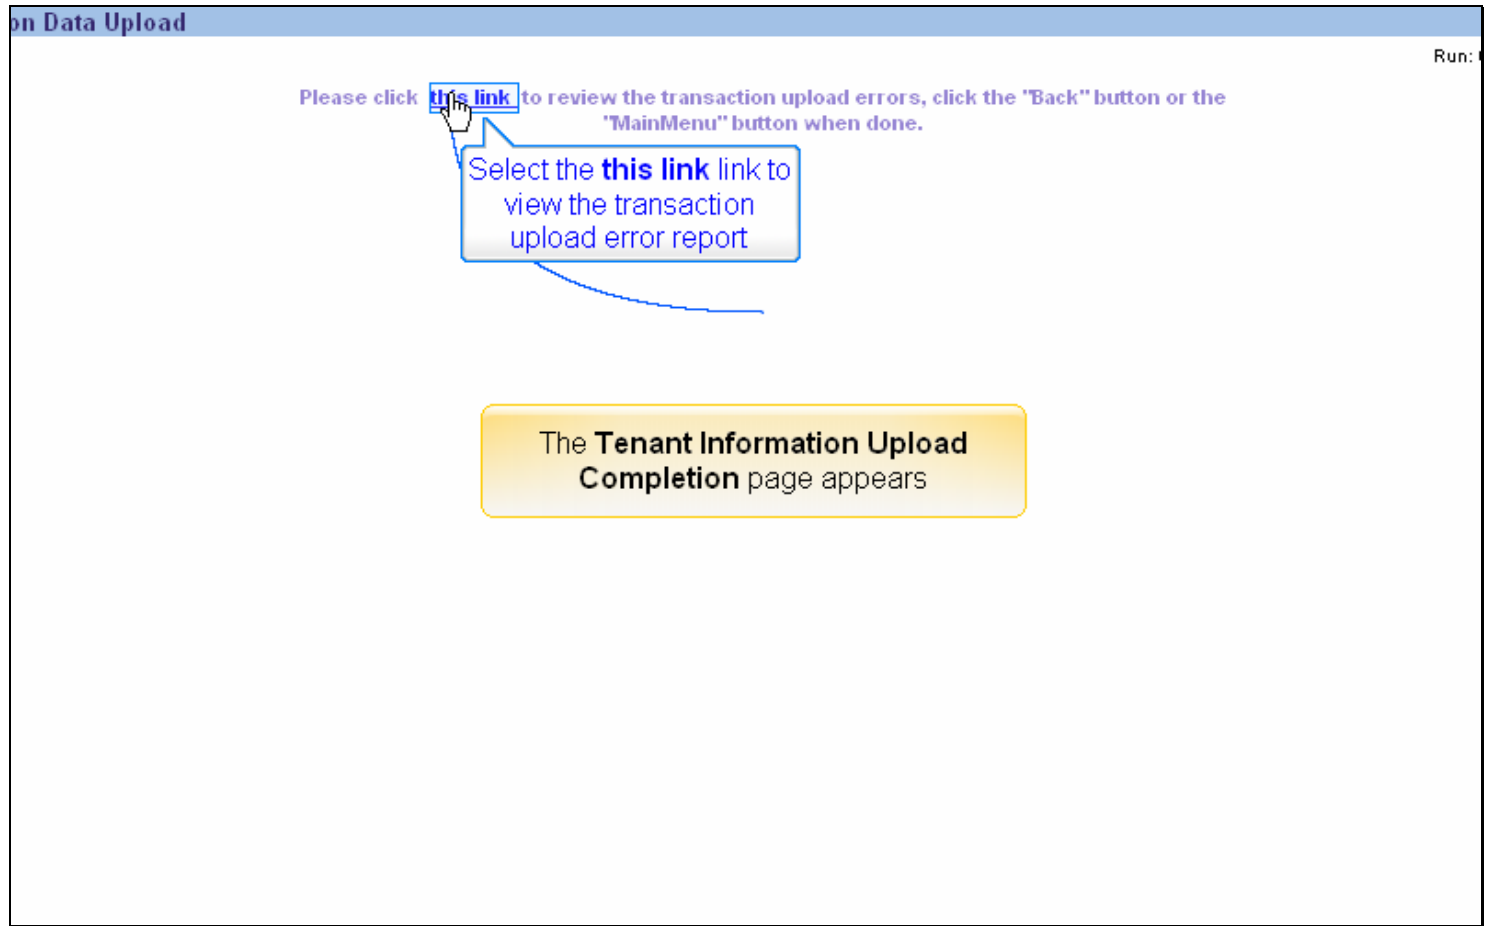 on Data Upload
Run:
Please click this link to review the transaction upload errors, click the "Back" button or the
"MainMenu" button when done.
Select the this link link to
view the transaction
upload error report
The Tenant Information Upload
Completion page appears